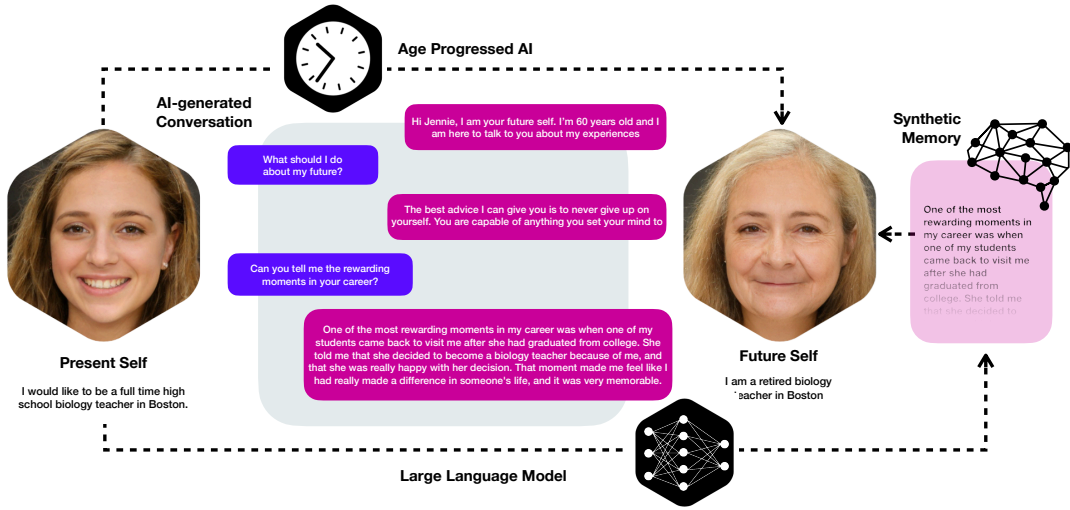 Age Progressed AI
AI-generated
Conversation
Hi Jennie, I am your future self. I'm 60 years old and I
am here to talk to you about my experiences
What should I do
about my future?
The best advice I can give you is to never give up on
yourself. You are capable of anything you set your mind to
Can you tell me the rewarding
moments in your career?
One of the most rewarding moments in my career was when one of my
students came back to visit me after she had graduated from college. She
told me that she decided to become a biology teacher because of me, and
that she was really happy with her decision. That moment made me feel like I
had really made a difference in someone's life, and it was very memorable.
Present Self
I would like to be a full time high
school biology teacher in Boston.
Future Self
I am a retired biology
eacher in Boston
Synthetic
Memory
One of the most
rewarding moments in
my career was when
one of my students
came back to visit me
after she had
graduated from
college. She told me
that she decided to
Large Language Model